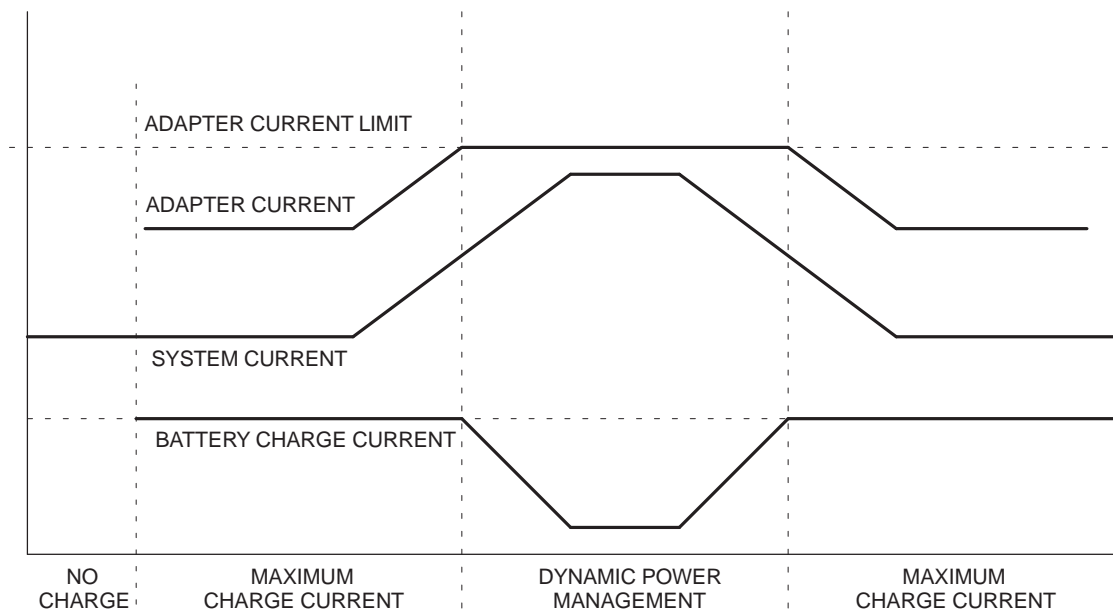 ADAPTER CURRENT LIMIT
ADAPTER CURRENT
SYSTEM CURRENT
BATTERY CHARGE CURRENT
NO
CHARGE
MAXIMUM
CHARGE CURRENT
DYNAMIC POWER
MANAGEMENT
MAXIMUM
CHARGE CURRENT